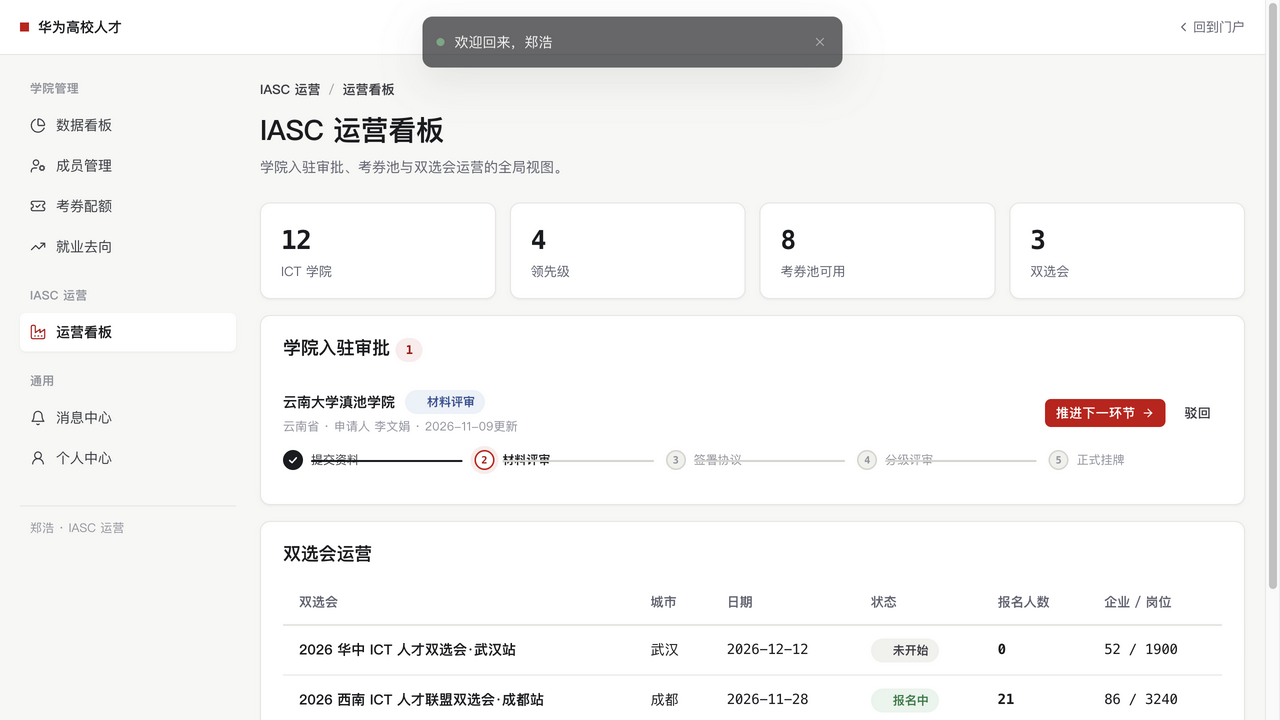 华为高校人才
欢迎回来，郑浩
回到门户
学院管理
数据看板
成员管理
考券配额
就业去向
IASC 运营
运营看板
通用
消息中心
个人中心
郑浩 · IASC 运营
IASC 运营 / 运营看板
IASC 运营看板
学院入驻审批、考券池与双选会运营的全局视图。
12
ICT 学院
4
领先级
8
考券池可用
3
双选会
学院入驻审批 1
云南大学滇池学院 材料评审
云南省 · 申请人 李文娟 · 2026-11-09更新
推进下一环节 → 驳回
提交资料 2 材料评审 3 签署协议 4 分级评审 5 正式挂牌
双选会运营
双选会 城市 日期 状态 报名人数 企业 / 岗位
2026 华中 ICT 人才双选会·武汉站 武汉 2026-12-12 未开始 0 52 / 1900
2026 西南 ICT 人才联盟双选会·成都站 成都 2026-11-28 报名中 21 86 / 3240